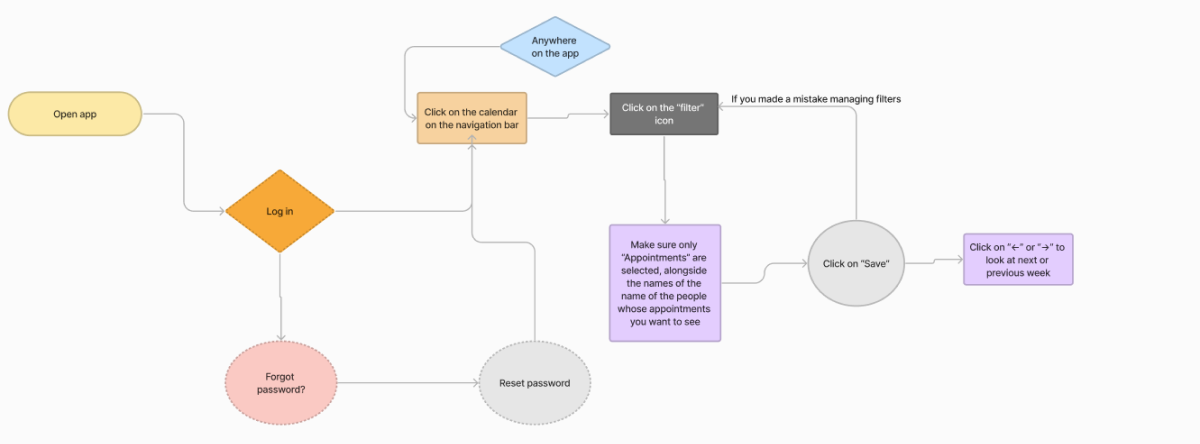 Anywhere
on the app
Open app
Click on the calendar
on the navigation bar
Click on the "filter"
icon
If you made a mistake managing filters
Log in
Make sure only
"Appointments" are
selected, alongside
the names of the
name of the people
whose appointments
you want to see
Click on "Save"
Click on "←" or "→" to
look at next or
previous week
Forgot
password?
Reset password